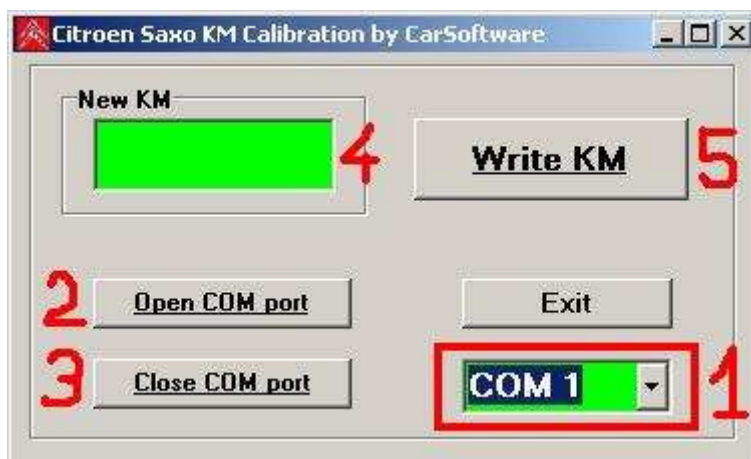 Citroen Saxo KM Calibration by CarSoftware
New KM
4
Write KM
5
2
Open COM port
Exit
3
Close COM port
COM 1
1